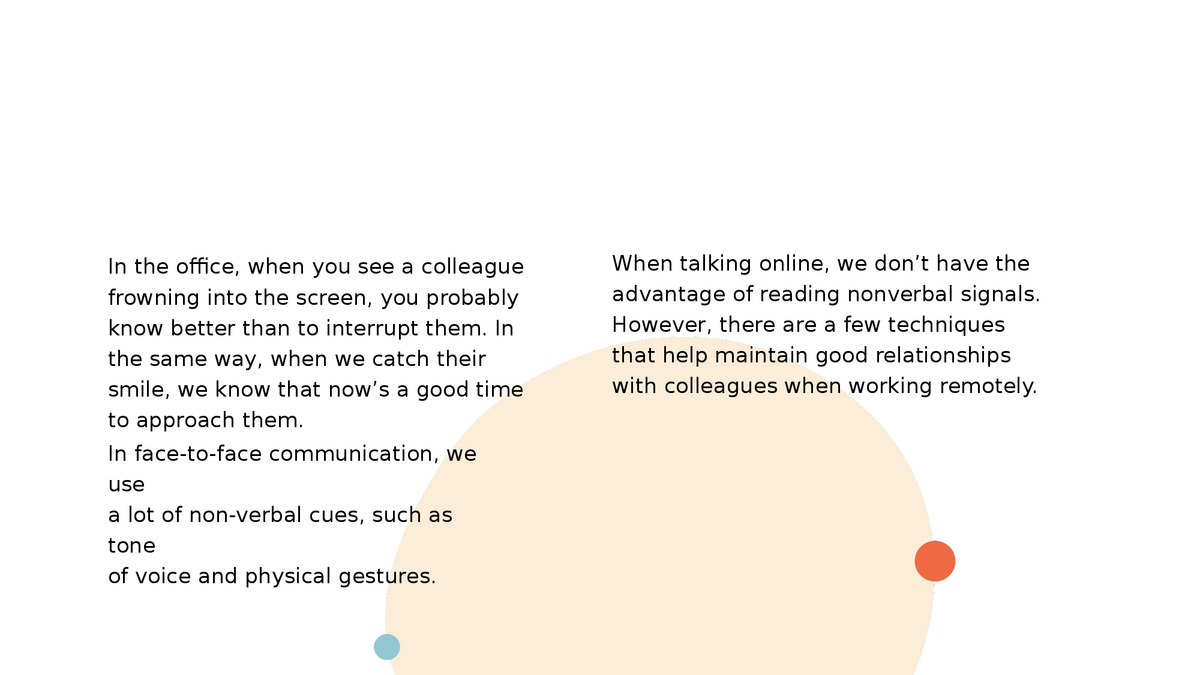 In the office, when you see a colleague
frowning into the screen, you probably
know better than to interrupt them. In
the same way, when we catch their
smile, we know that now’s a good time
to approach them.
In face-to-face communication, we
use
a lot of non-verbal cues, such as
tone
of voice and physical gestures.
When talking online, we don’t have the
advantage of reading nonverbal signals.
However, there are a few techniques
that help maintain good relationships
with colleagues when working remotely.